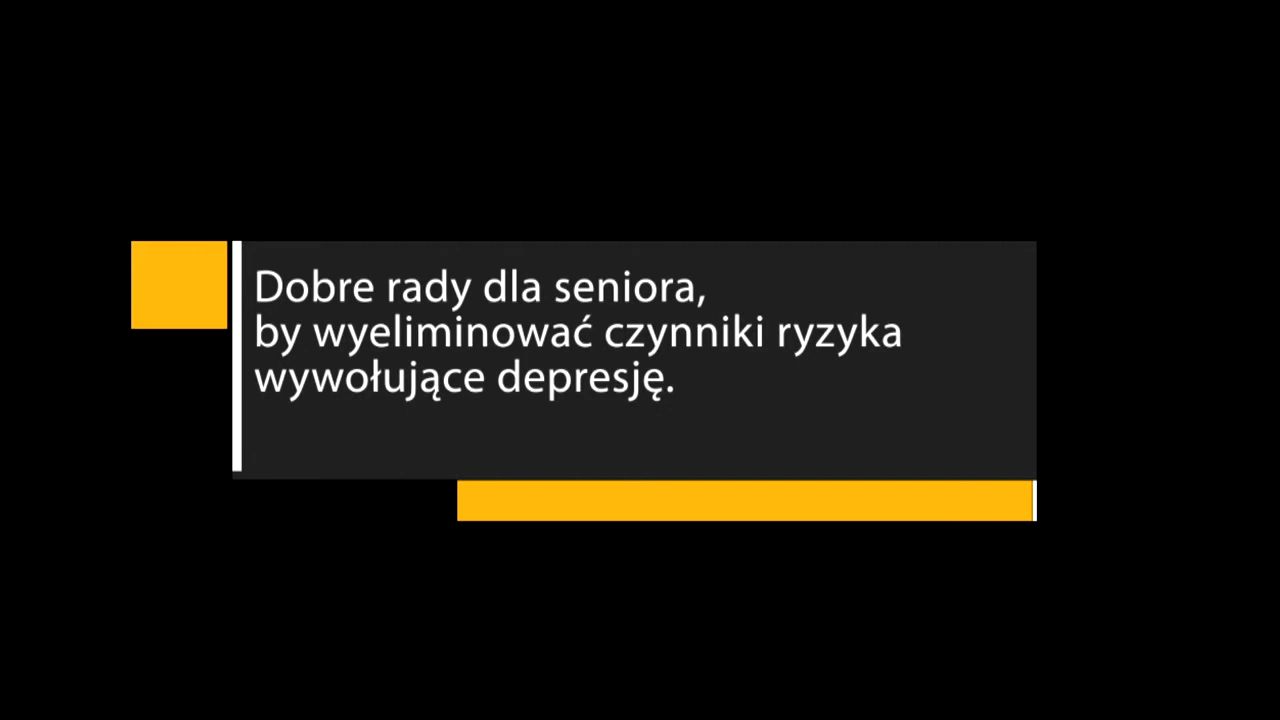 Dobre rady dla seniora,
by wyeliminować czynniki ryzyka
wywołujące depresję.